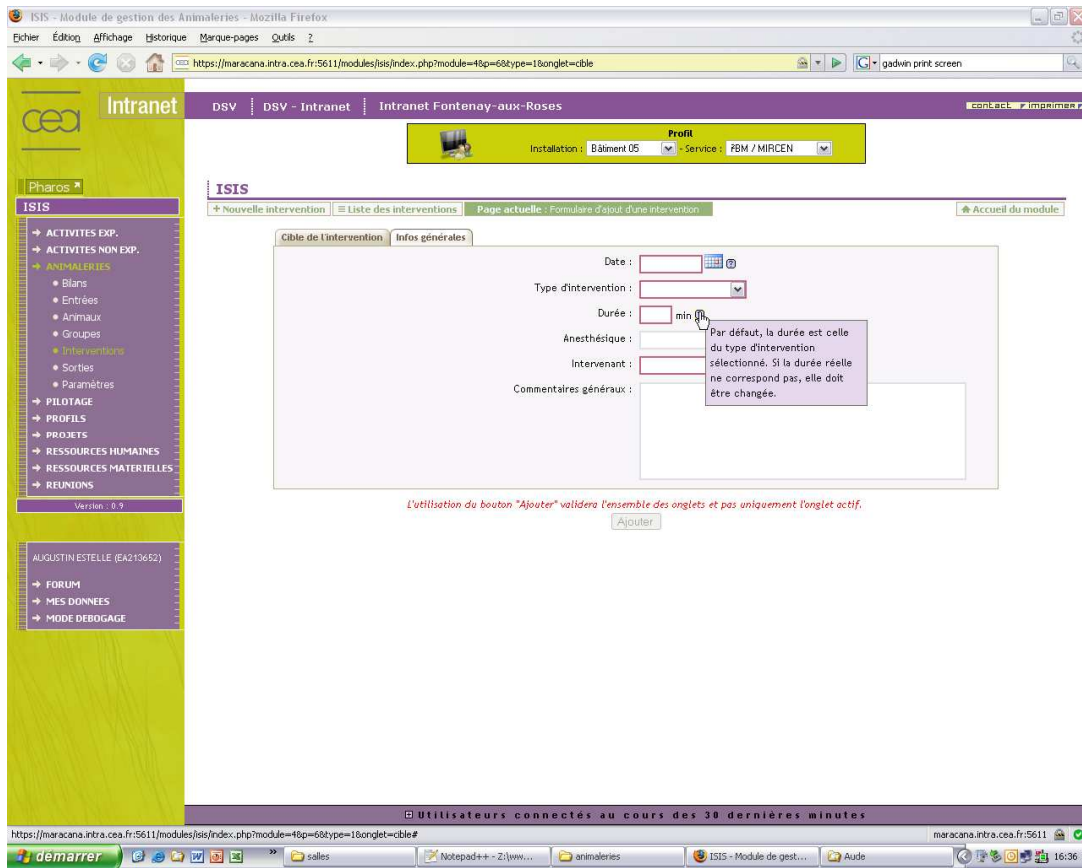 ISIS - Module de gestion des Animaleries - Mozilla Firefox
Fichier Édition Affichage Historique Marque-pages Outils ?
https://maracana.intra.cea.fr:5611/modules/isis/index.php?module=4&p=6&type=1&onglet=cible
G gadwin print screen
cea Intranet DSV DSV - Intranet Intranet Fontenay-aux-Roses contact imprimer
Profil
Installation : Bâtiment 05 - Service : I²BM / MIRCEN
Pharos
ISIS
ISIS
+ Nouvelle intervention Liste des interventions Page actuelle : Formulaire d'ajout d'une intervention Accueil du module
ACTIVITES EXP.
ACTIVITES NON EXP.
ANIMALERIES
Bilans
Entrées
Animaux
Groupes
Interventions
Sorties
Paramètres
PILOTAGE
PROFILS
PROJETS
RESSOURCES HUMAINES
RESSOURCES MATERIELLES
REUNIONS
Version : 0.9
Cible de l'intervention Infos générales
Date :
Type d'intervention :
Durée : min
Anesthésique :
Intervenant :
Commentaires généraux :
Par défaut, la durée est celle
du type d'intervention
sélectionné. Si la durée réelle
ne correspond pas, elle doit
être changée.
L'utilisation du bouton "Ajouter" validera l'ensemble des onglets et pas uniquement l'onglet actif.
Ajouter
AUGUSTIN ESTELLE (EA213652)
FORUM
MES DONNEES
MODE DEBOGAGE
Utilisateurs connectés au cours des 30 dernières minutes
https://maracana.intra.cea.fr:5611/modules/isis/index.php?module=4&p=6&type=1&onglet=cible# maracana.intra.cea.fr:5611
démarrer » salles Notepad++ - Z:\ww... animaleries ISIS - Module de gest... Aude 16:36